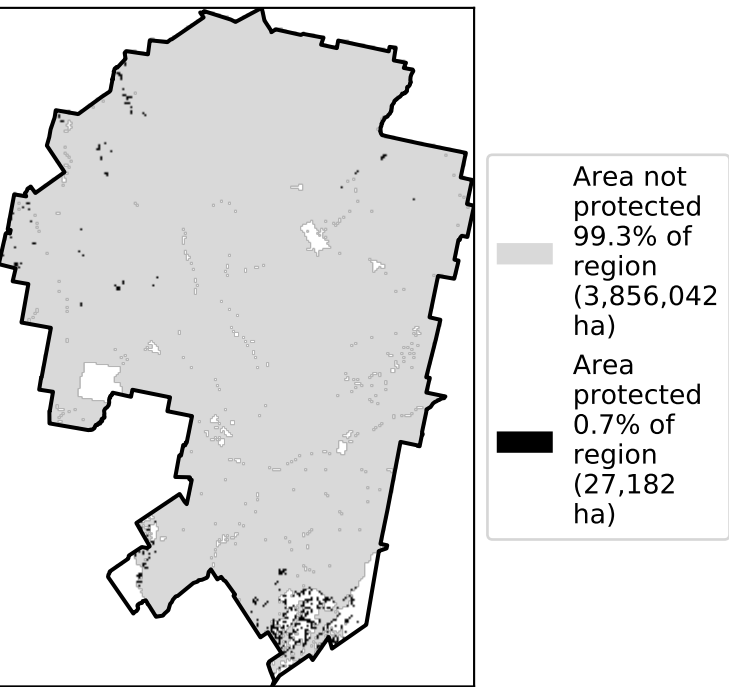 Area not
protected
99.3% of
region
(3,856,042
ha)
Area
protected
0.7% of
region
(27,182
ha)